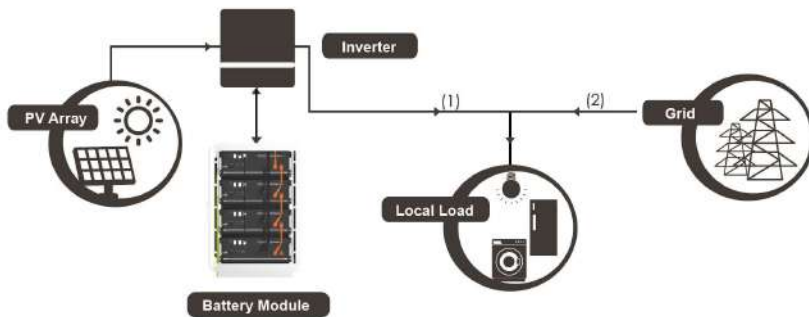 Inverter
(1)
(2)
PV Array
Grid
Local Load
Battery Module